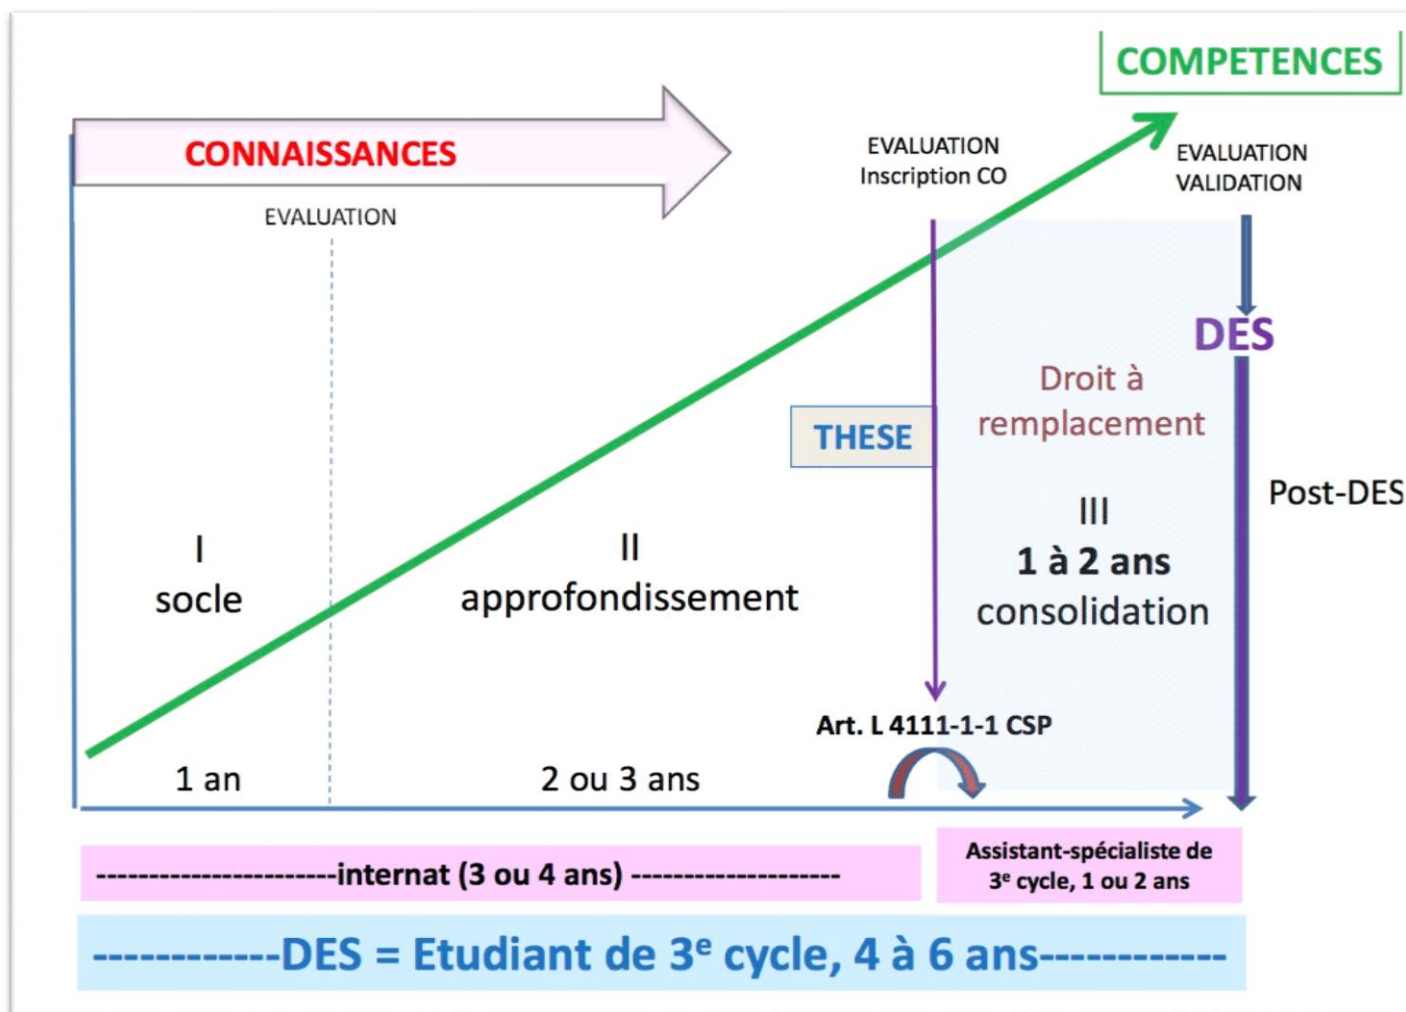 COMPETENCES
CONNAISSANCES
EVALUATION
EVALUATION
Inscription CO
EVALUATION
VALIDATION
DES
Droit à
remplacement
THESE
Post-DES
I
socle
II
approfondissement
III
1 à 2 ans
consolidation
Art. L 4111-1-1 CSP
1 an
2 ou 3 ans
-----------------------internat (3 ou 4 ans) --------------------
Assistant-spécialiste de
3e cycle, 1 ou 2 ans
------------DES = Etudiant de 3e cycle, 4 à 6 ans------------